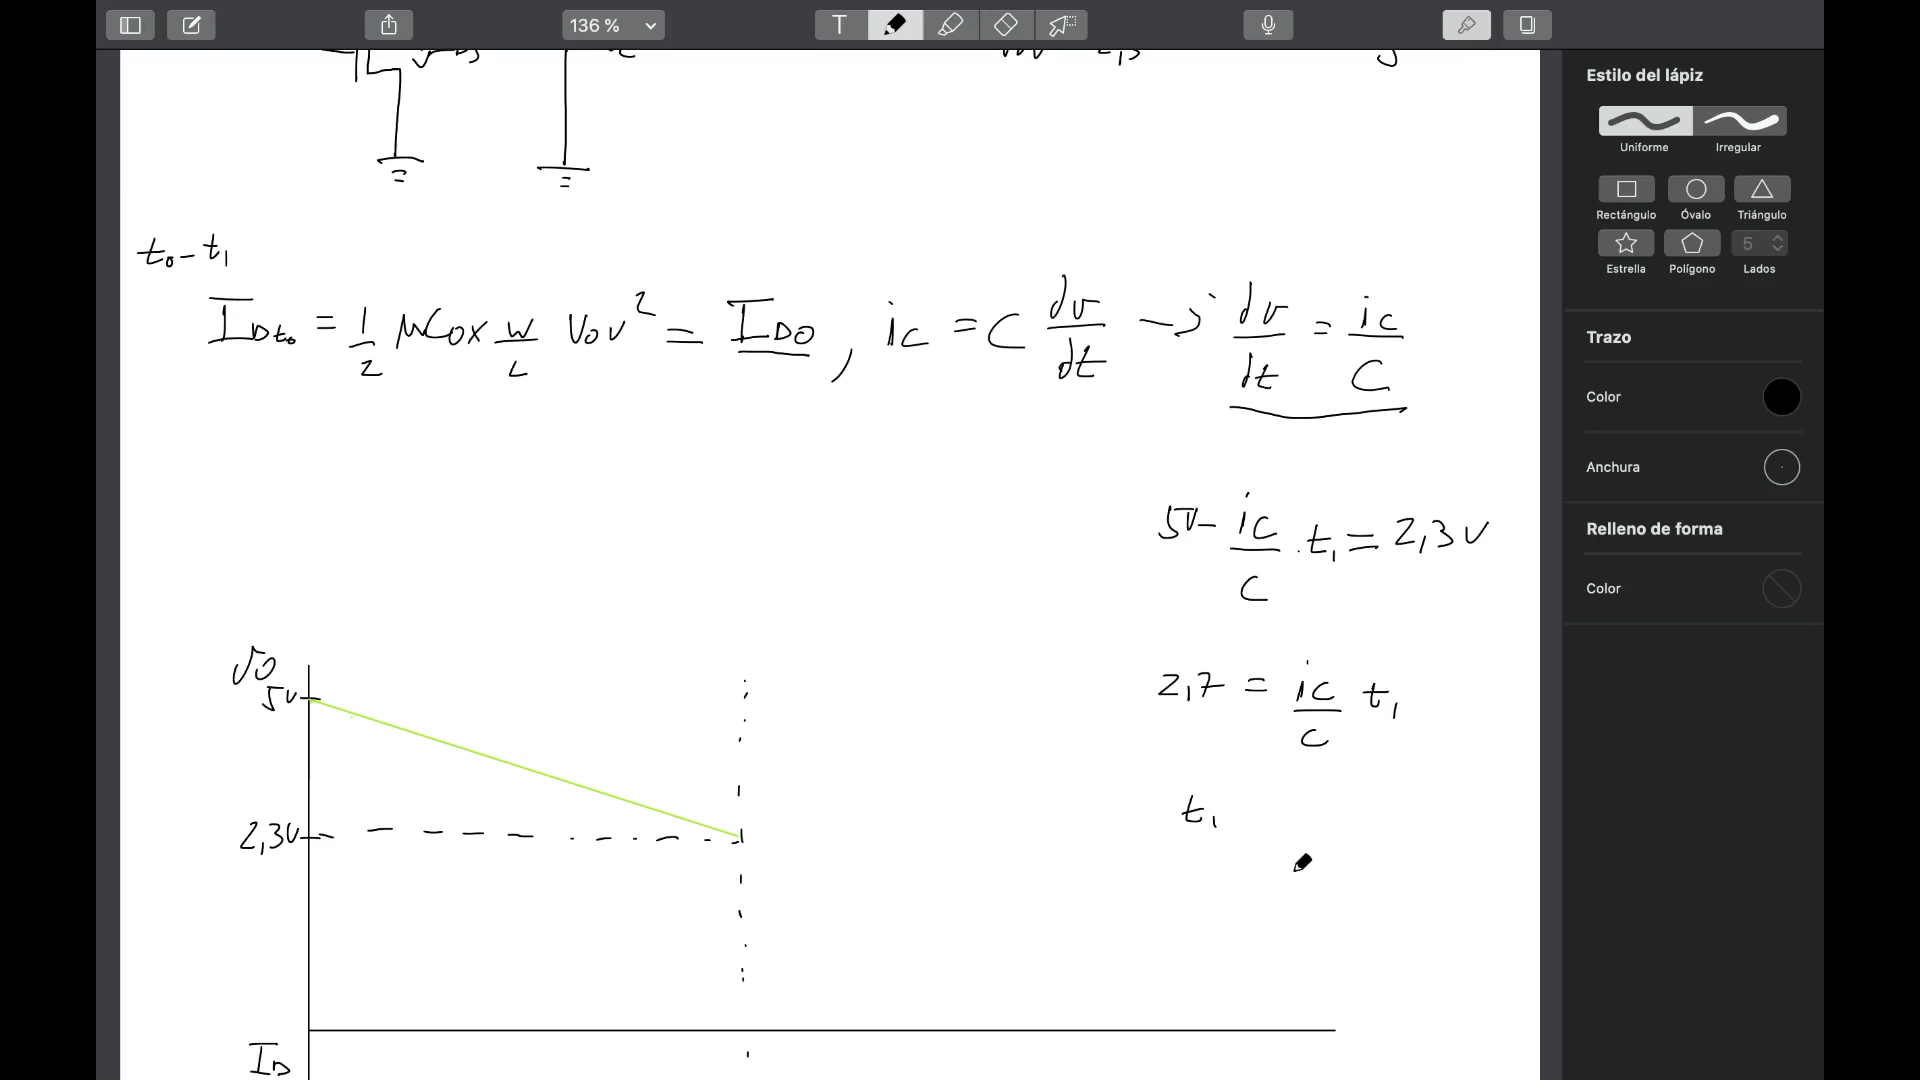 136 %
T
Estilo del lápiz
Uniforme
Irregular
Rectángulo
Óvalo
Triángulo
5
Estrella
Polígono
Lados
Trazo
Color
Anchura
Relleno de forma
Color
t₀ - t₁
I_Dt₀ = 1/2 μCox W/L Vov² = I_DO, ic = C dv/dt → dv/dt = ic/C
5V - ic/C · t₁ = 2,3V
2,7 = ic/C t₁
t₁
VO
5V
2,3V
I_D